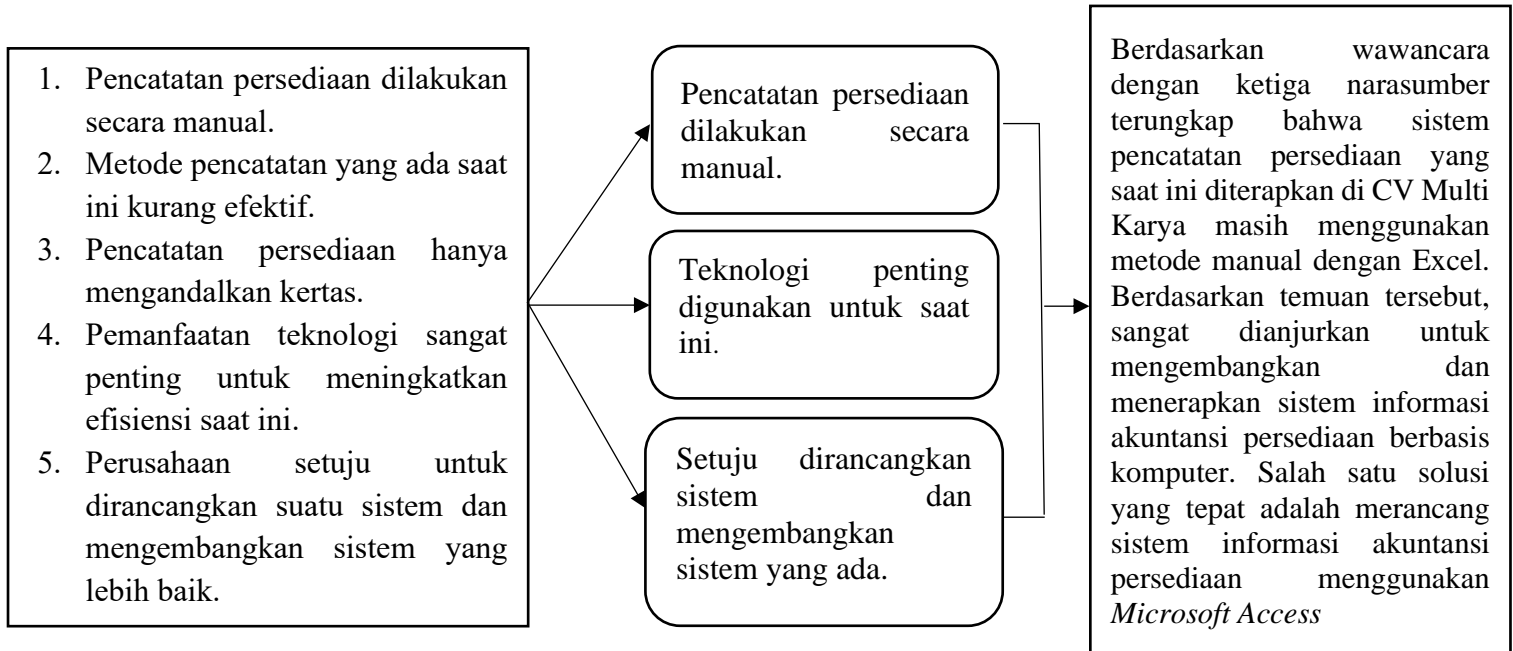 1. Pencatatan persediaan dilakukan
secara manual.
2. Metode pencatatan yang ada saat
ini kurang efektif.
3. Pencatatan persediaan hanya
mengandalkan kertas.
4. Pemanfaatan teknologi sangat
penting untuk meningkatkan
efisiensi saat ini.
5. Perusahaan setuju untuk
dirancangkan suatu sistem dan
mengembangkan sistem yang
lebih baik.
Pencatatan persediaan
dilakukan secara
manual.
Teknologi penting
digunakan untuk saat
ini.
Setuju dirancangkan
sistem dan
mengembangkan
sistem yang ada.
Berdasarkan wawancara
dengan ketiga narasumber
terungkap bahwa sistem
pencatatan persediaan yang
saat ini diterapkan di CV Multi
Karya masih menggunakan
metode manual dengan Excel.
Berdasarkan temuan tersebut,
sangat dianjurkan untuk
mengembangkan dan
menerapkan sistem informasi
akuntansi persediaan berbasis
komputer. Salah satu solusi
yang tepat adalah merancang
sistem informasi akuntansi
persediaan menggunakan
Microsoft Access